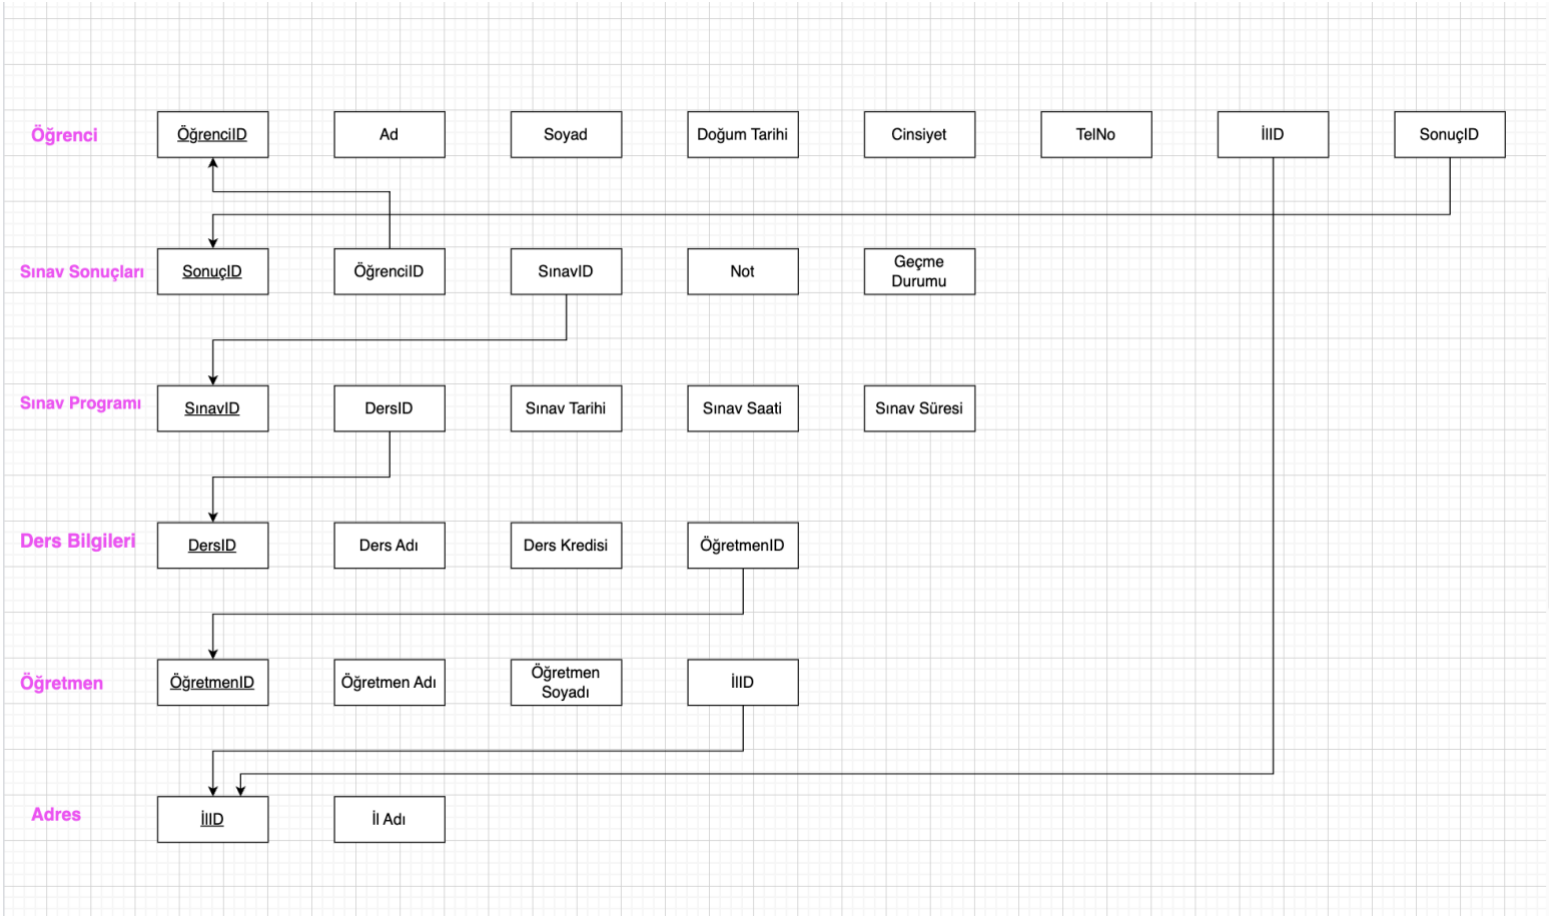 Öğrenci
ÖğrenciID
Ad
Soyad
Doğum Tarihi
Cinsiyet
TelNo
İlID
SonuçID
Sınav Sonuçları
SonuçID
ÖğrenciID
SınavID
Not
Geçme
Durumu
Sınav Programı
SınavID
DersID
Sınav Tarihi
Sınav Saati
Sınav Süresi
Ders Bilgileri
DersID
Ders Adı
Ders Kredisi
ÖğretmenID
Öğretmen
ÖğretmenID
Öğretmen Adı
Öğretmen
Soyadı
İlID
Adres
İlID
İl Adı